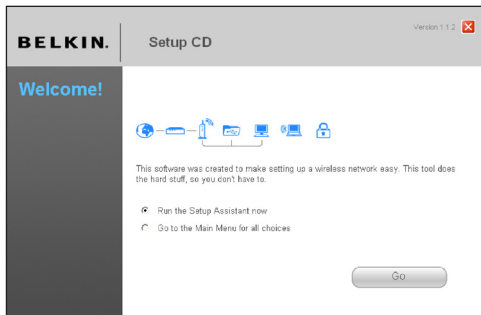 BELKIN.
Setup CD
Version 1.1.2
Welcome!
This software was created to make setting up a wireless network easy. This tool does
the hard stuff, so you don't have to.
Run the Setup Assistant now
Go to the Main Menu for all choices
Go